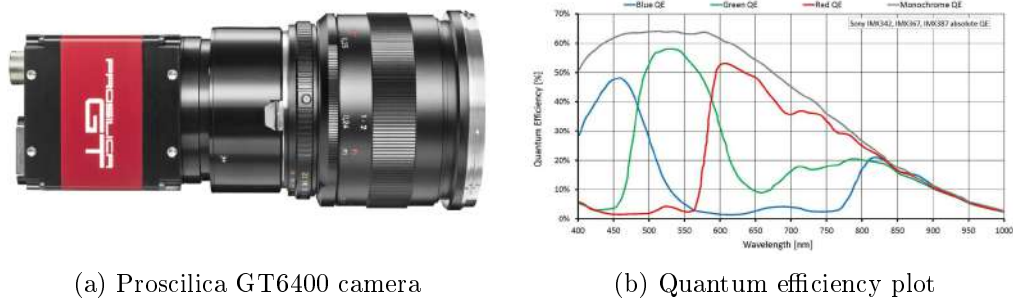 PROSILICA
GT
1:2
Blue QE
Green QE
Red QE
Monochrome QE
Sony IMX342, IMX367, IMX387 absolute QE
Quantum Efficiency [%]
70%
60%
50%
40%
30%
20%
10%
0%
400 450 500 550 600 650 700 750 800 850 900 950 1000
Wavelength [nm]
(a) Proscilica GT6400 camera
(b) Quantum efficiency plot